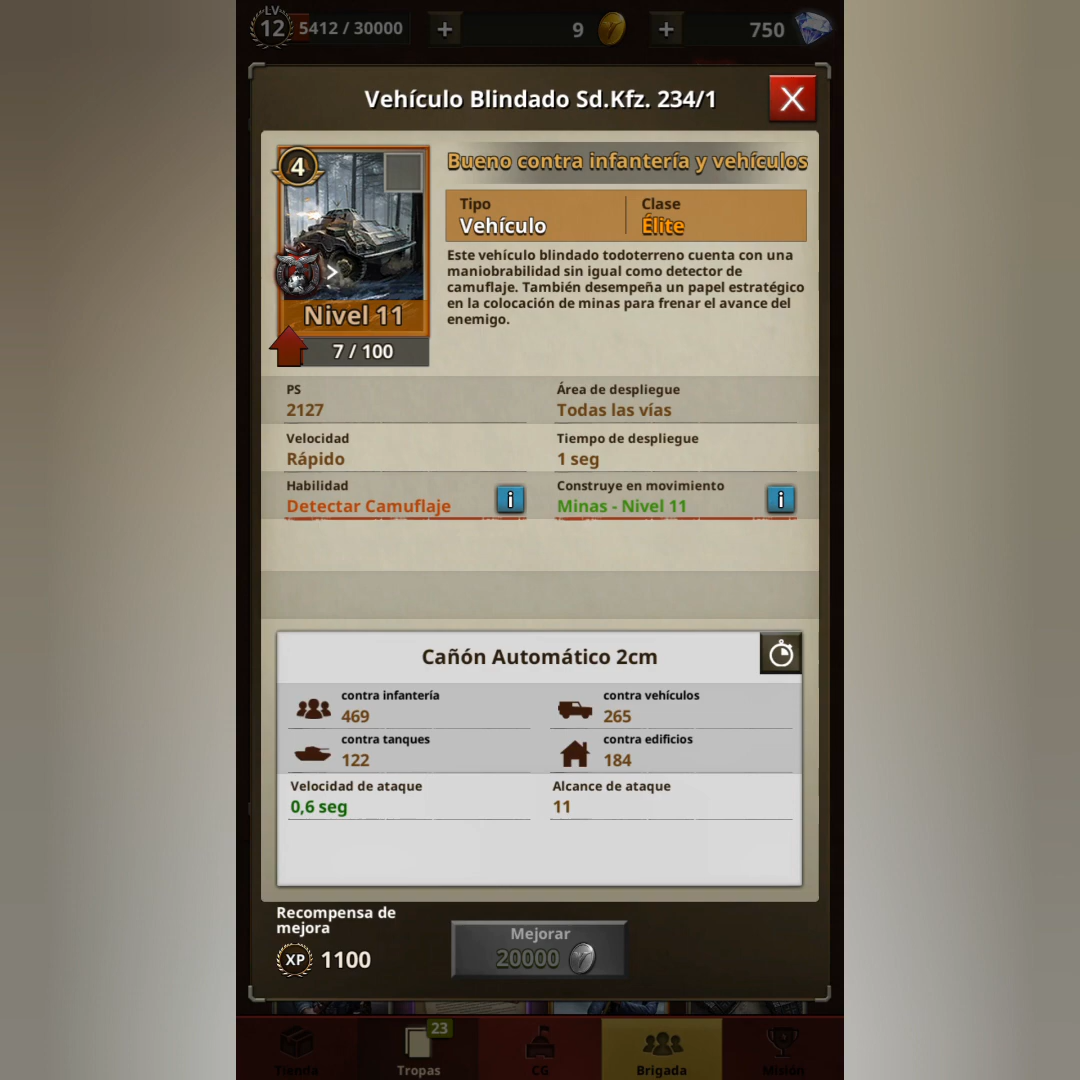 LV
12
5412 / 30000
+
9
+
750
Vehículo Blindado Sd.Kfz. 234/1
4
Bueno contra infantería y vehículos
Tipo
Vehículo
Clase
Élite
Este vehículo blindado todoterreno cuenta con una
maniobrabilidad sin igual como detector de
camuflaje. También desempeña un papel estratégico
en la colocación de minas para frenar el avance del
enemigo.
Nivel 11
7 / 100
PS
2127
Área de despliegue
Todas las vías
Velocidad
Rápido
Tiempo de despliegue
1 seg
Habilidad
Detectar Camuflaje
i
Construye en movimiento
Minas - Nivel 11
i
Cañón Automático 2cm
contra infantería
469
contra vehículos
265
contra tanques
122
contra edificios
184
Velocidad de ataque
0,6 seg
Alcance de ataque
11
Recompensa de
mejora
XP 1100
Mejorar
20000
Tienda
23
Tropas
CG
Brigada
Misión